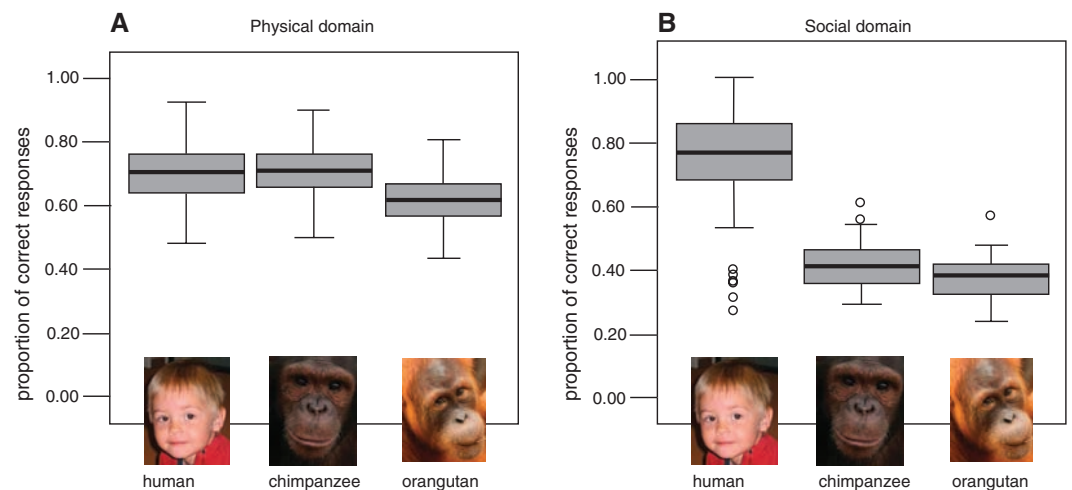 A
Physical domain
proportion of correct responses
1.00
0.80
0.60
0.40
0.20
0.00
human
chimpanzee
orangutan
B
Social domain
proportion of correct responses
1.00
0.80
0.60
0.40
0.20
0.00
human
chimpanzee
orangutan